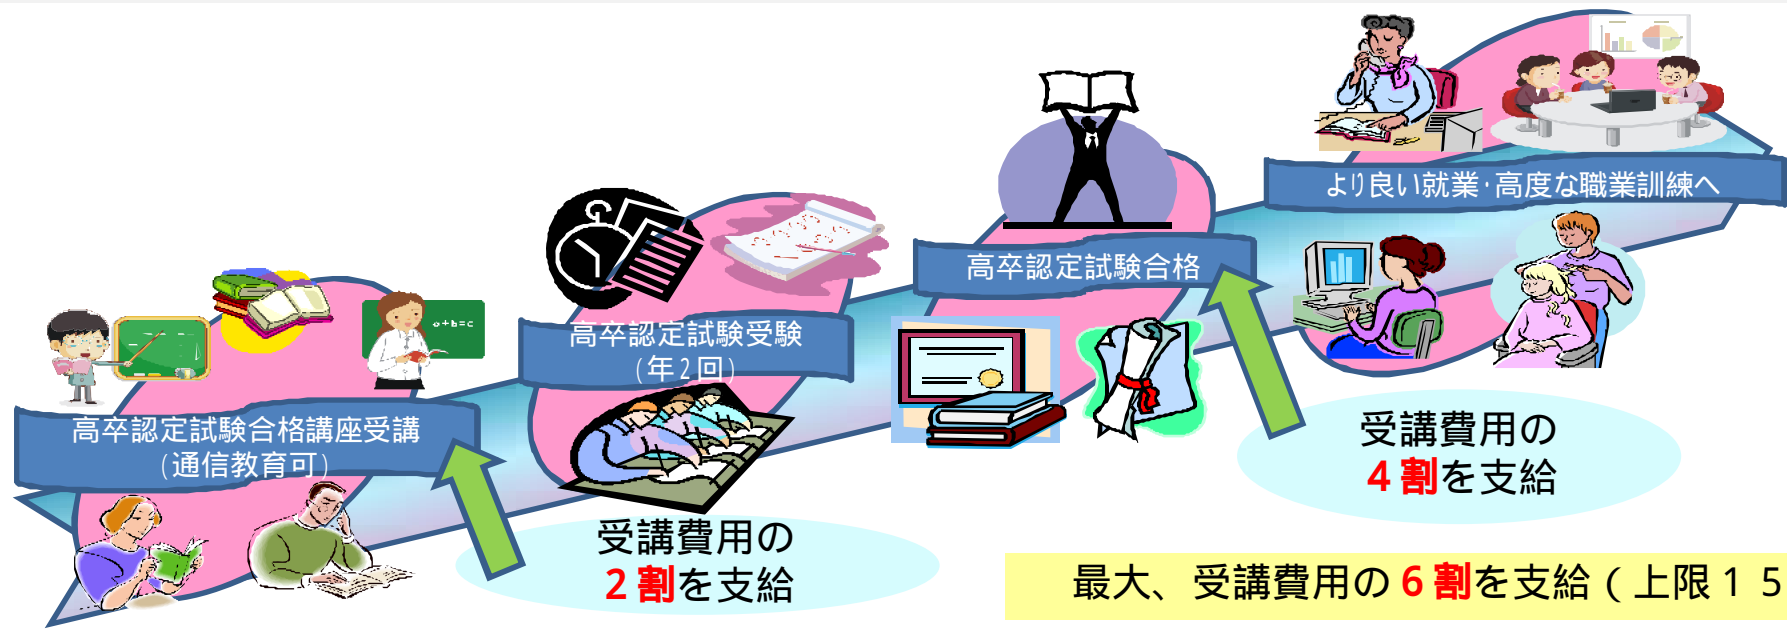 より良い就業･高度な職業訓練へ
高卒認定試験合格
高卒認定試験受験
(年2回)
高卒認定試験合格講座受講
(通信教育可)
a+b=c
受講費用の
４割を支給
受講費用の
２割を支給
最大、受講費用の６割を支給（上限１５